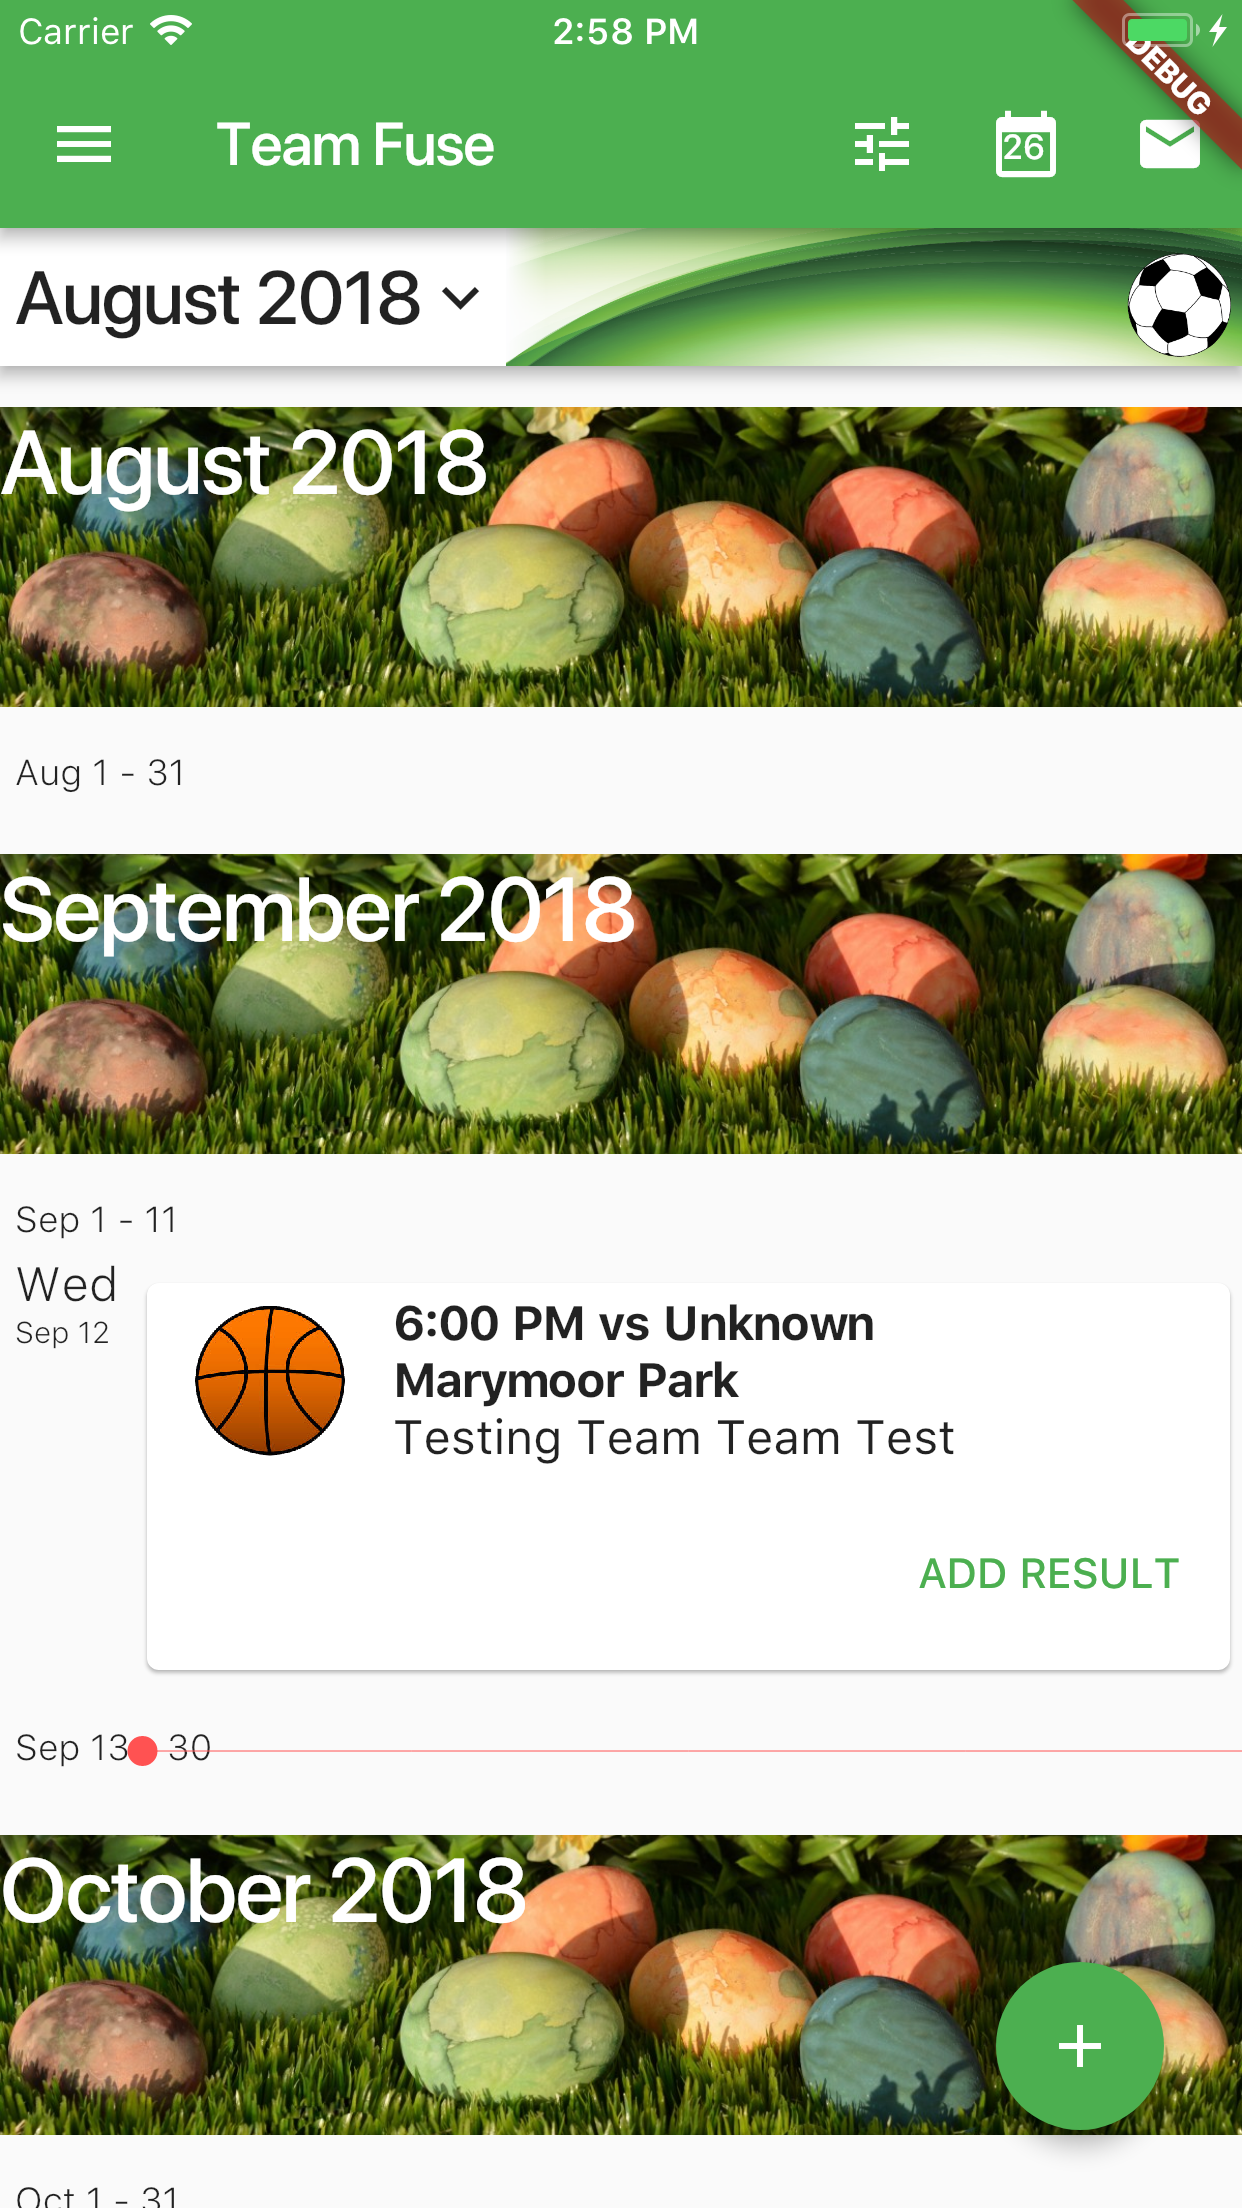 Carrier 2:58 PM
DEBUG
Team Fuse 26
August 2018
August 2018
Aug 1 - 31
September 2018
Sep 1 - 11
Wed
Sep 12
6:00 PM vs Unknown
Marymoor Park
Testing Team Team Test
ADD RESULT
Sep 13 30
October 2018
Oct 1 - 31